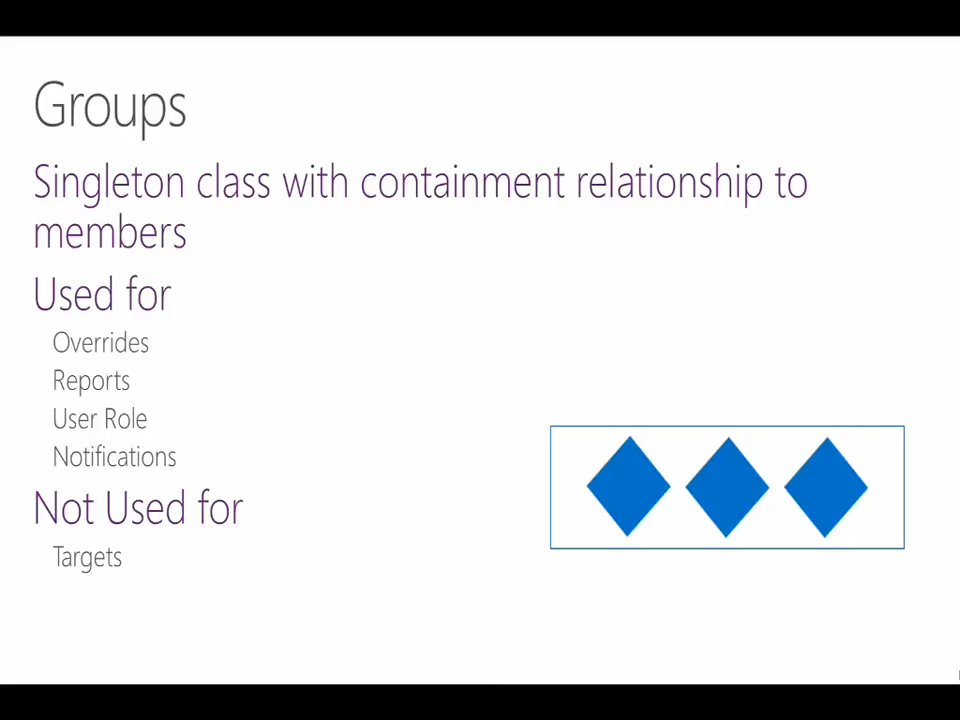 Groups
Singleton class with containment relationship to
members
Used for
Overrides
Reports
User Role
Notifications
Not Used for
Targets